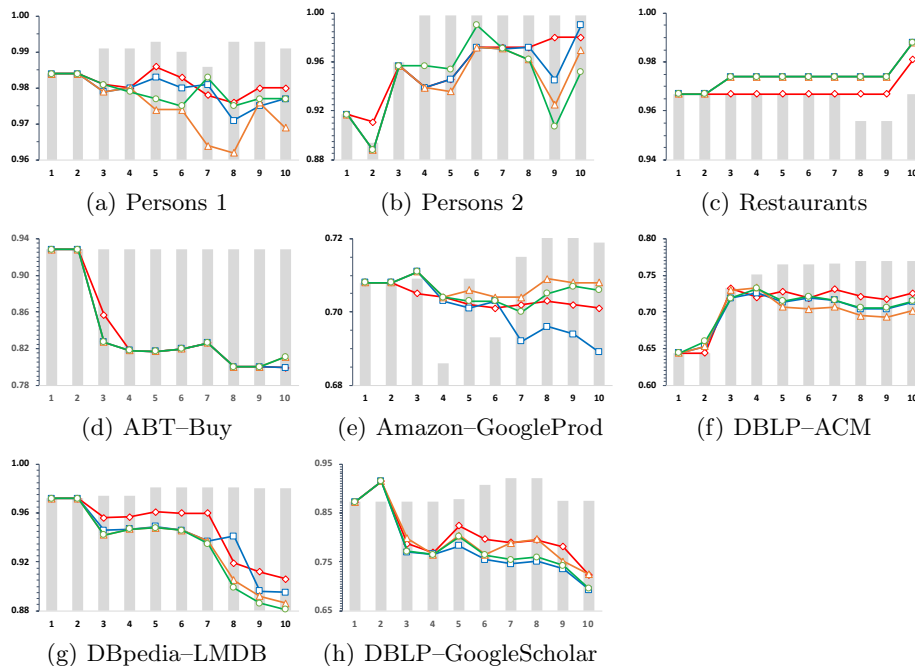 1.00
0.99
0.98
0.97
0.96
1 2 3 4 5 6 7 8 9 10
(a) Persons 1
1.00
0.96
0.92
0.88
1 2 3 4 5 6 7 8 9 10
(b) Persons 2
1.00
0.98
0.96
0.94
1 2 3 4 5 6 7 8 9 10
(c) Restaurants
0.94
0.90
0.86
0.82
0.78
1 2 3 4 5 6 7 8 9 10
(d) ABT–Buy
0.72
0.70
0.68
1 2 3 4 5 6 7 8 9 10
(e) Amazon–GoogleProd
0.80
0.75
0.70
0.65
0.60
1 2 3 4 5 6 7 8 9 10
(f) DBLP–ACM
1.00
0.96
0.92
0.88
1 2 3 4 5 6 7 8 9 10
(g) DBpedia–LMDB
0.95
0.85
0.75
0.65
1 2 3 4 5 6 7 8 9 10
(h) DBLP–GoogleScholar